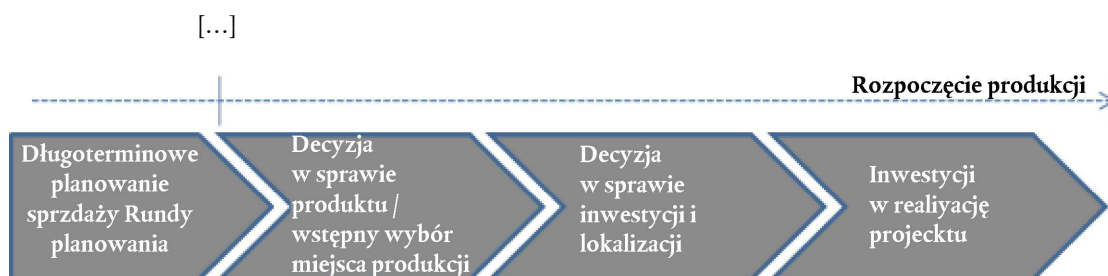 [...]
Rozpoczęcie produkcji
Długoterminowe
planowanie
sprzdaży Rundy
planowania
Decyzja
w sprawie
produktu /
wstępny wybór
miejsca produkcji
Decyzja
w sprawie
inwestycji i
lokalizacji
Inwestycji
w realiyację
projecktu